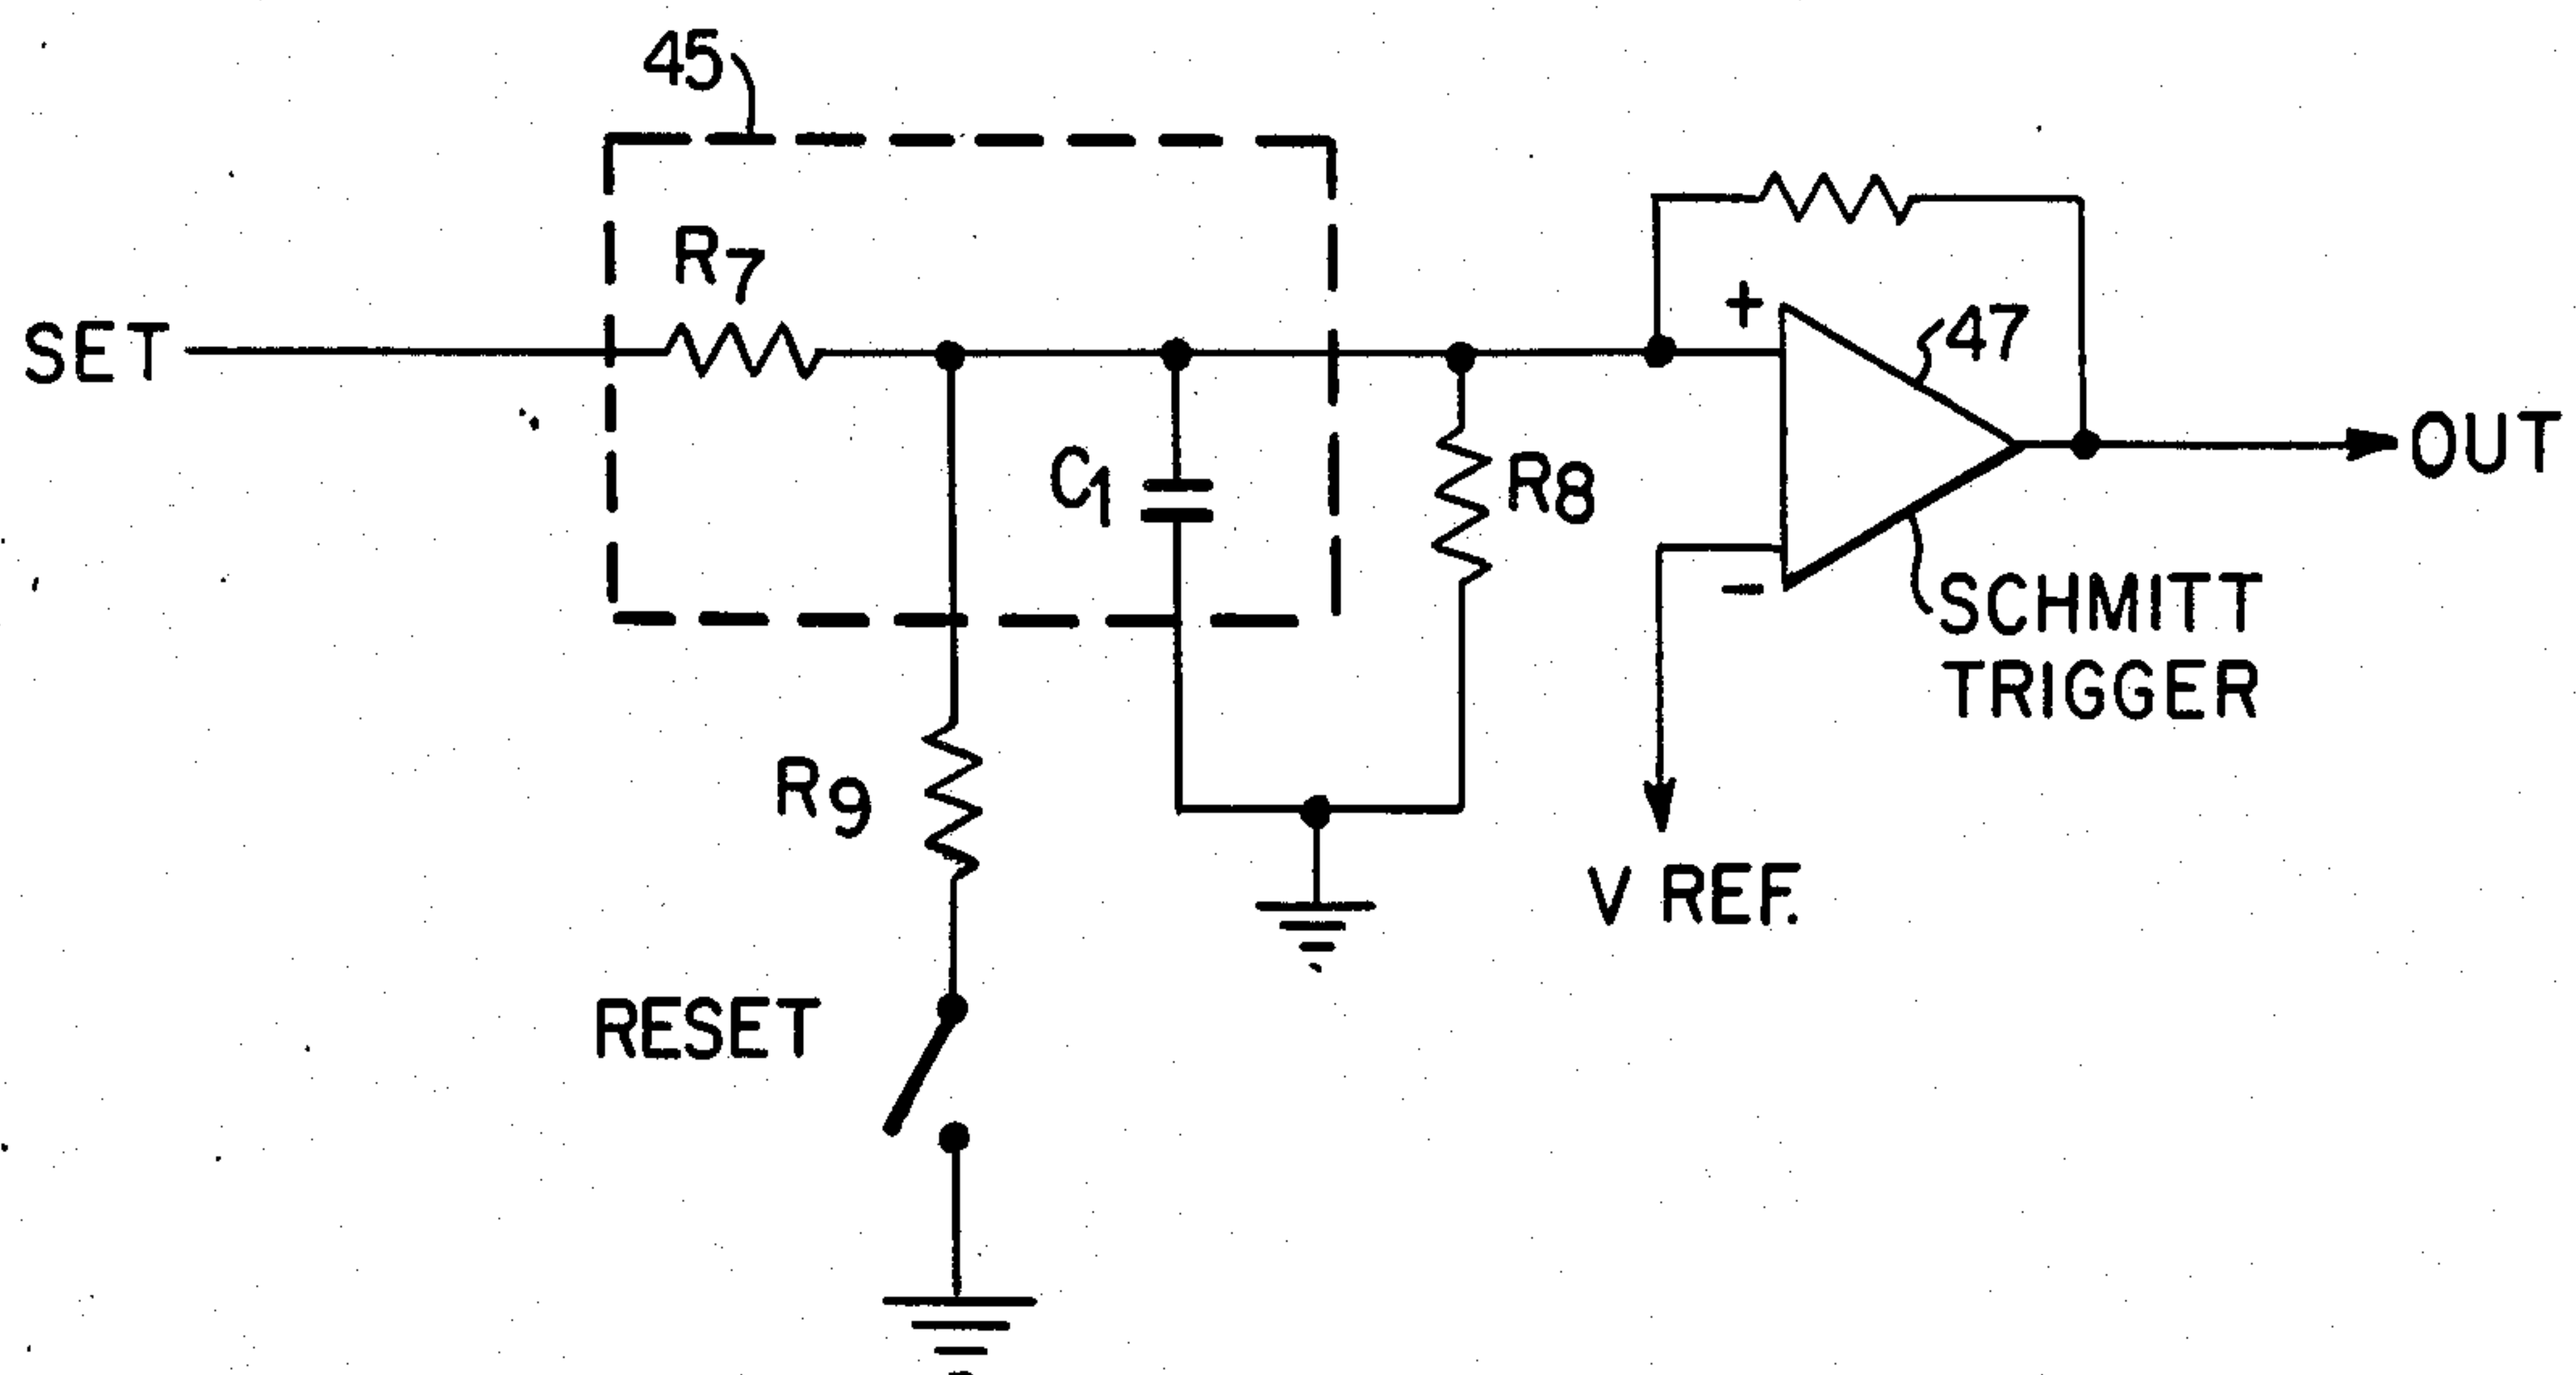 45
R7
SET
+
47
OUT
C1
R8
-
SCHMITT
TRIGGER
R9
V REF.
RESET